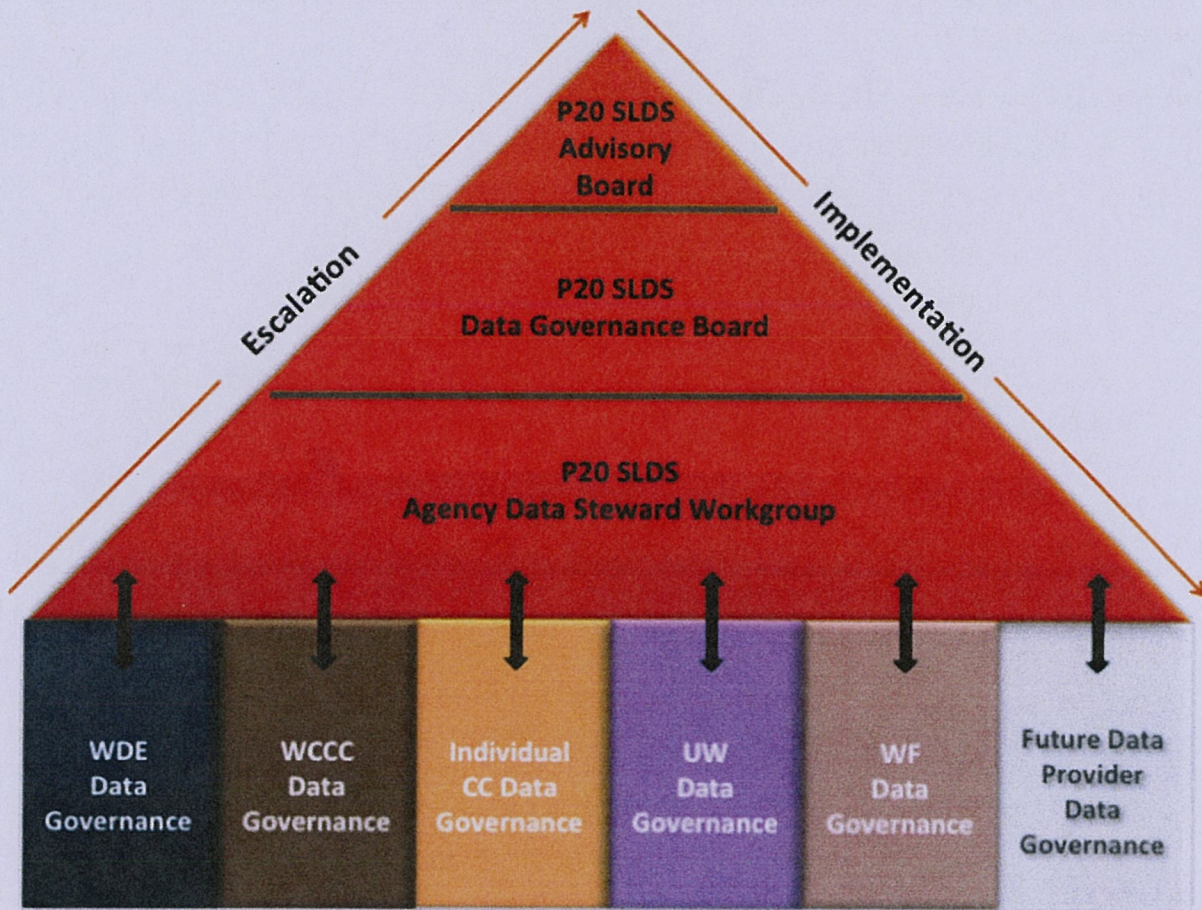 P20 SLDS
Advisory
Board
Escalation
Implementation
P20 SLDS
Data Governance Board
P20 SLDS
Agency Data Steward Workgroup
WDE
Data
Governance
WCCC
Data
Governance
Individual
CC Data
Governance
UW
Data
Governance
WF
Data
Governance
Future Data
Provider
Data
Governance